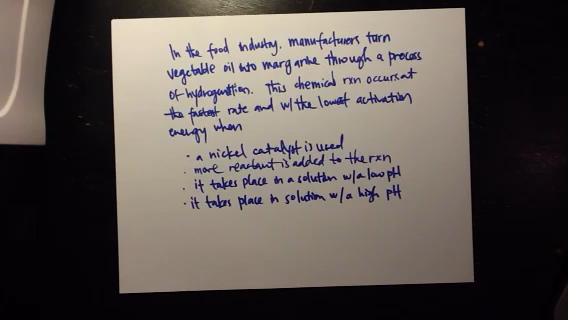 In the food industry, manufacturers turn
vegetable oil into margarine through a process
of hydrogenation. This chemical rxn occurs at
the fastest rate and w/the lowest activation
energy when
· a nickel catalyst is used
· more reactant is added to the rxn
· it takes place in a solution w/a low pH
· it takes place in solution w/a high pH